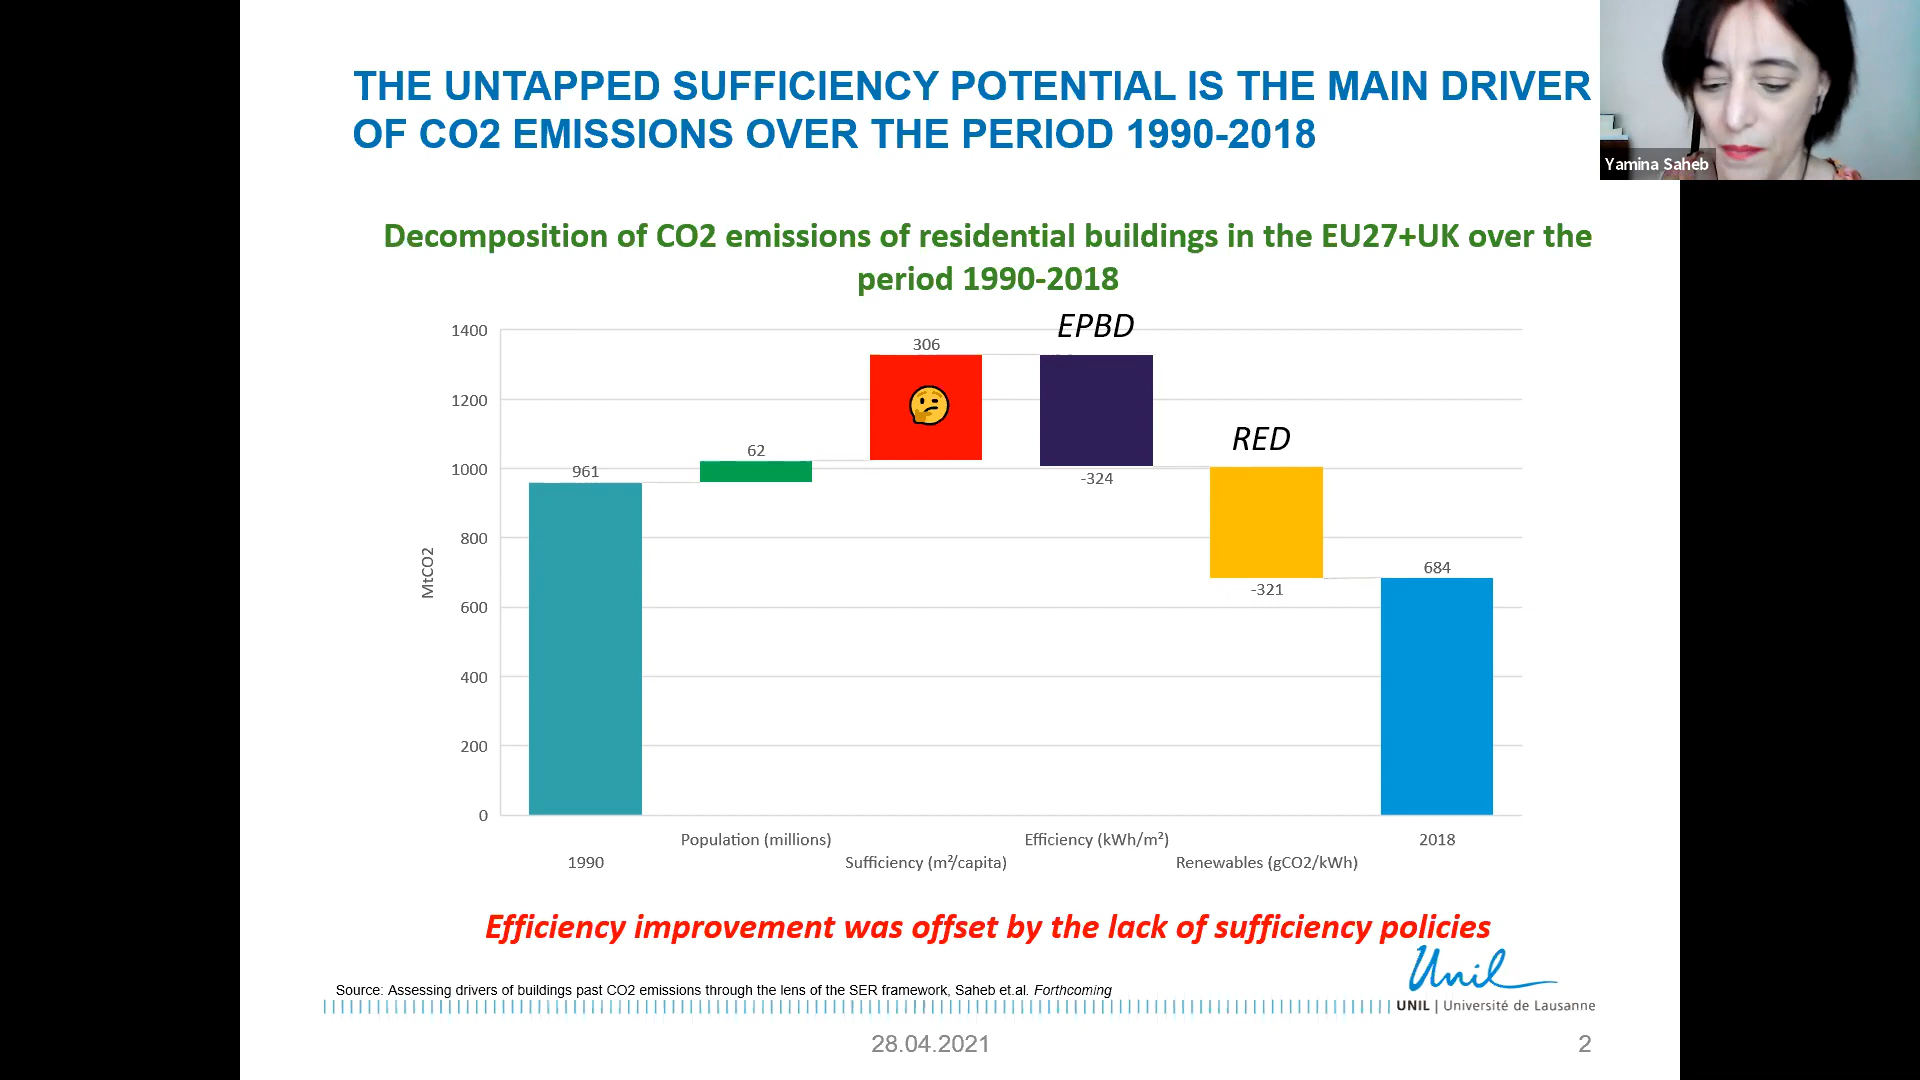 THE UNTAPPED SUFFICIENCY POTENTIAL IS THE MAIN DRIVER
OF CO2 EMISSIONS OVER THE PERIOD 1990-2018
Yamina Saheb
Decomposition of CO2 emissions of residential buildings in the EU27+UK over the
period 1990-2018
EPBD
RED
1400
1200
1000
800
600
400
200
0
MtCO2
961
62
306
-324
-321
684
Population (millions)
Efficiency (kWh/m²)
2018
1990
Sufficiency (m²/capita)
Renewables (gCO2/kWh)
Efficiency improvement was offset by the lack of sufficiency policies
Unil
UNIL | Université de Lausanne
Source: Assessing drivers of buildings past CO2 emissions through the lens of the SER framework, Saheb et.al. Forthcoming
28.04.2021
2